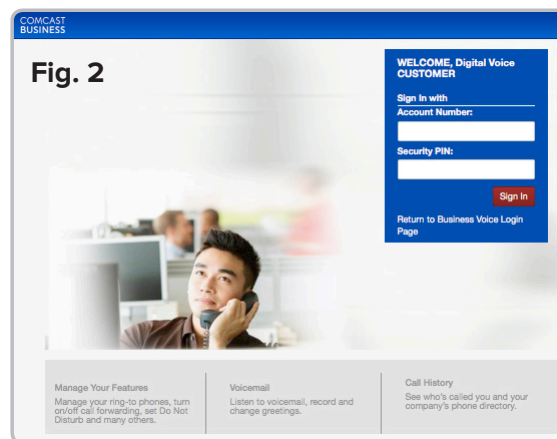 COMCAST
BUSINESS
Fig. 2
WELCOME, Digital Voice
CUSTOMER
Sign In with
Account Number:
Security PIN:
Sign In
Return to Business Voice Login
Page
Manage Your Features
Manage your ring-to phones, turn
on/off call forwarding, set Do Not
Disturb and many others.
Voicemail
Listen to voicemail, record and
change greetings.
Call History
See who's called you and your
company's phone directory.